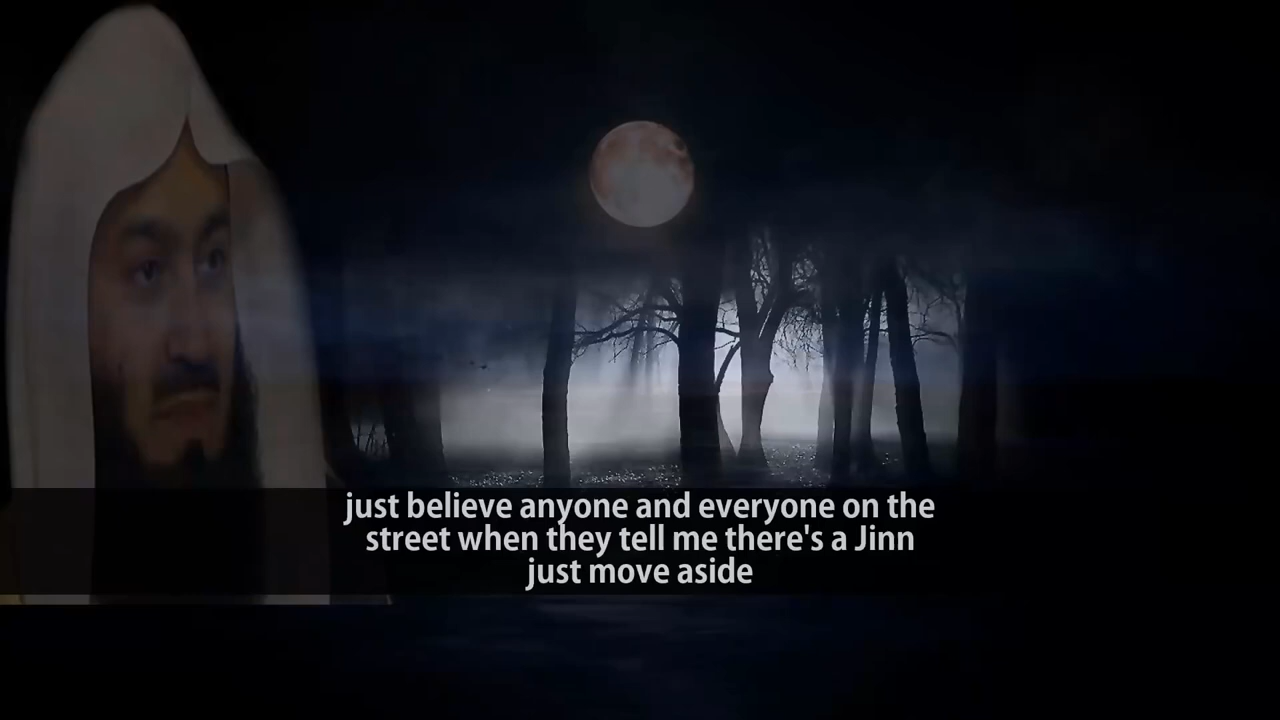 just believe anyone and everyone on the
street when they tell me there's a Jinn
just move aside